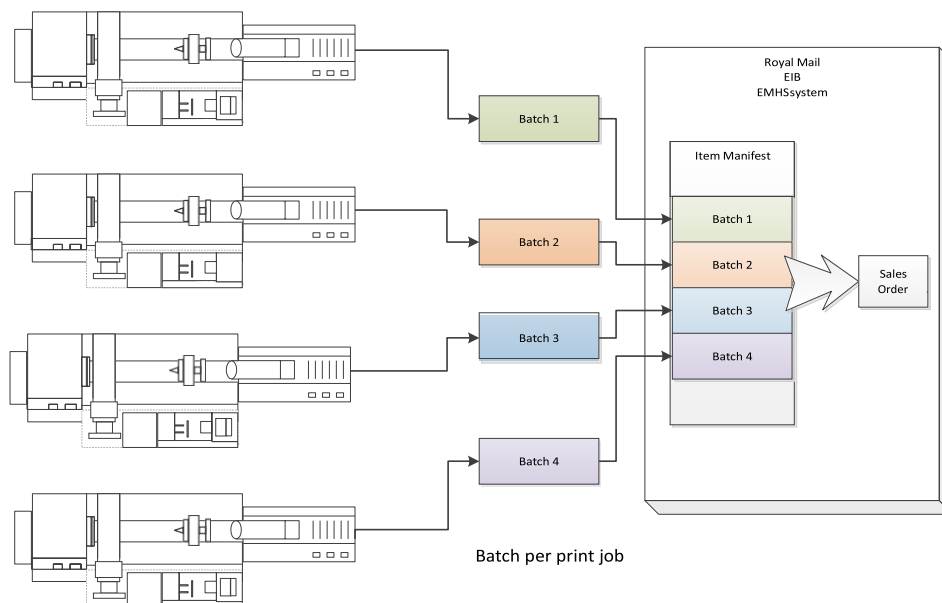 Royal Mail
EIB
EMHSsystem
Batch 1
Item Manifest
Batch 1
Batch 2
Batch 2
Sales
Order
Batch 3
Batch 3
Batch 4
Batch 4
Batch per print job